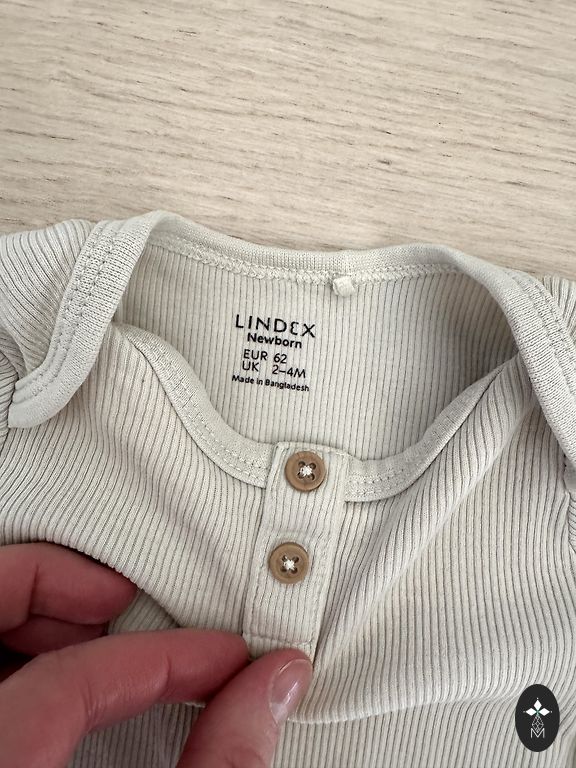 LINDEX
Newborn
EUR 62
UK 2–4M
Made in Bangladesh